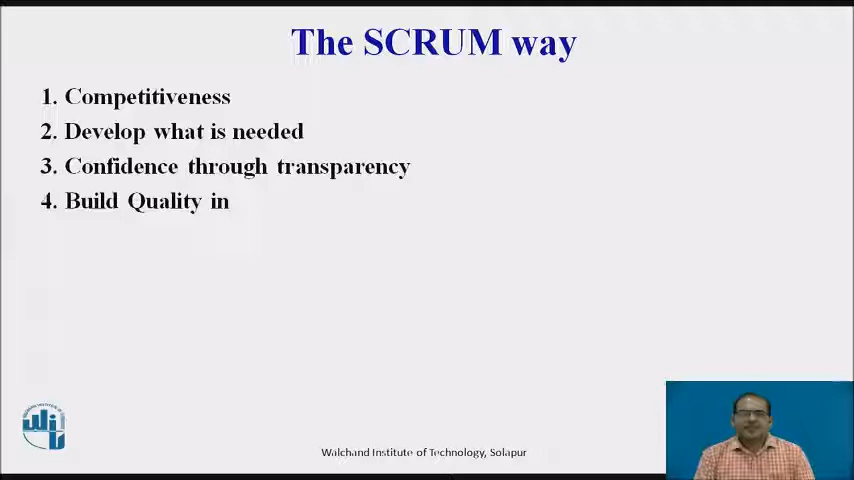 The SCRUM way
1. Competitiveness
2. Develop what is needed
3. Confidence through transparency
4. Build Quality in
Walchand Institute of Technology, Solapur